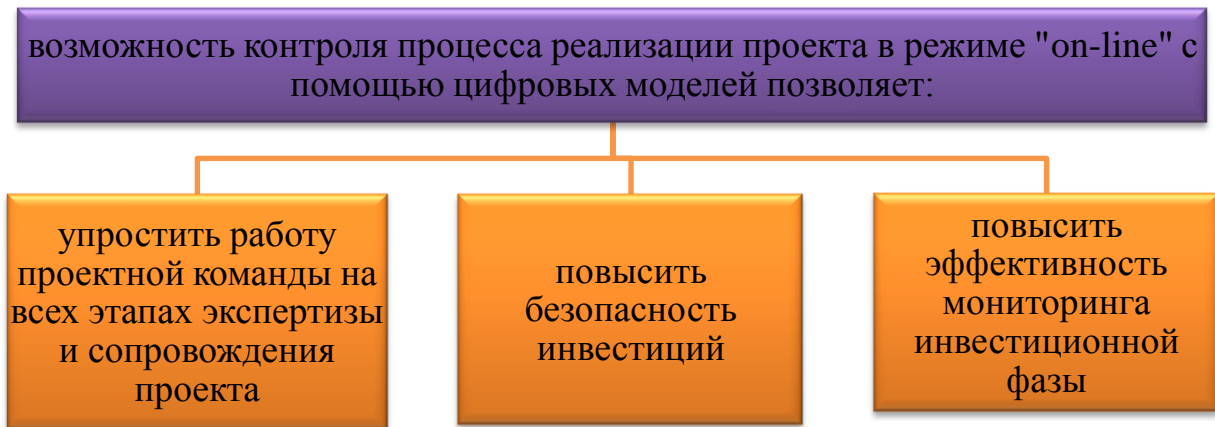 возможность контроля процесса реализации проекта в режиме "on-line" с
помощью цифровых моделей позволяет:
упростить работу
проектной команды на
всех этапах экспертизы
и сопровождения
проекта
повысить
безопасность
инвестиций
повысить
эффективность
мониторинга
инвестиционной
фазы